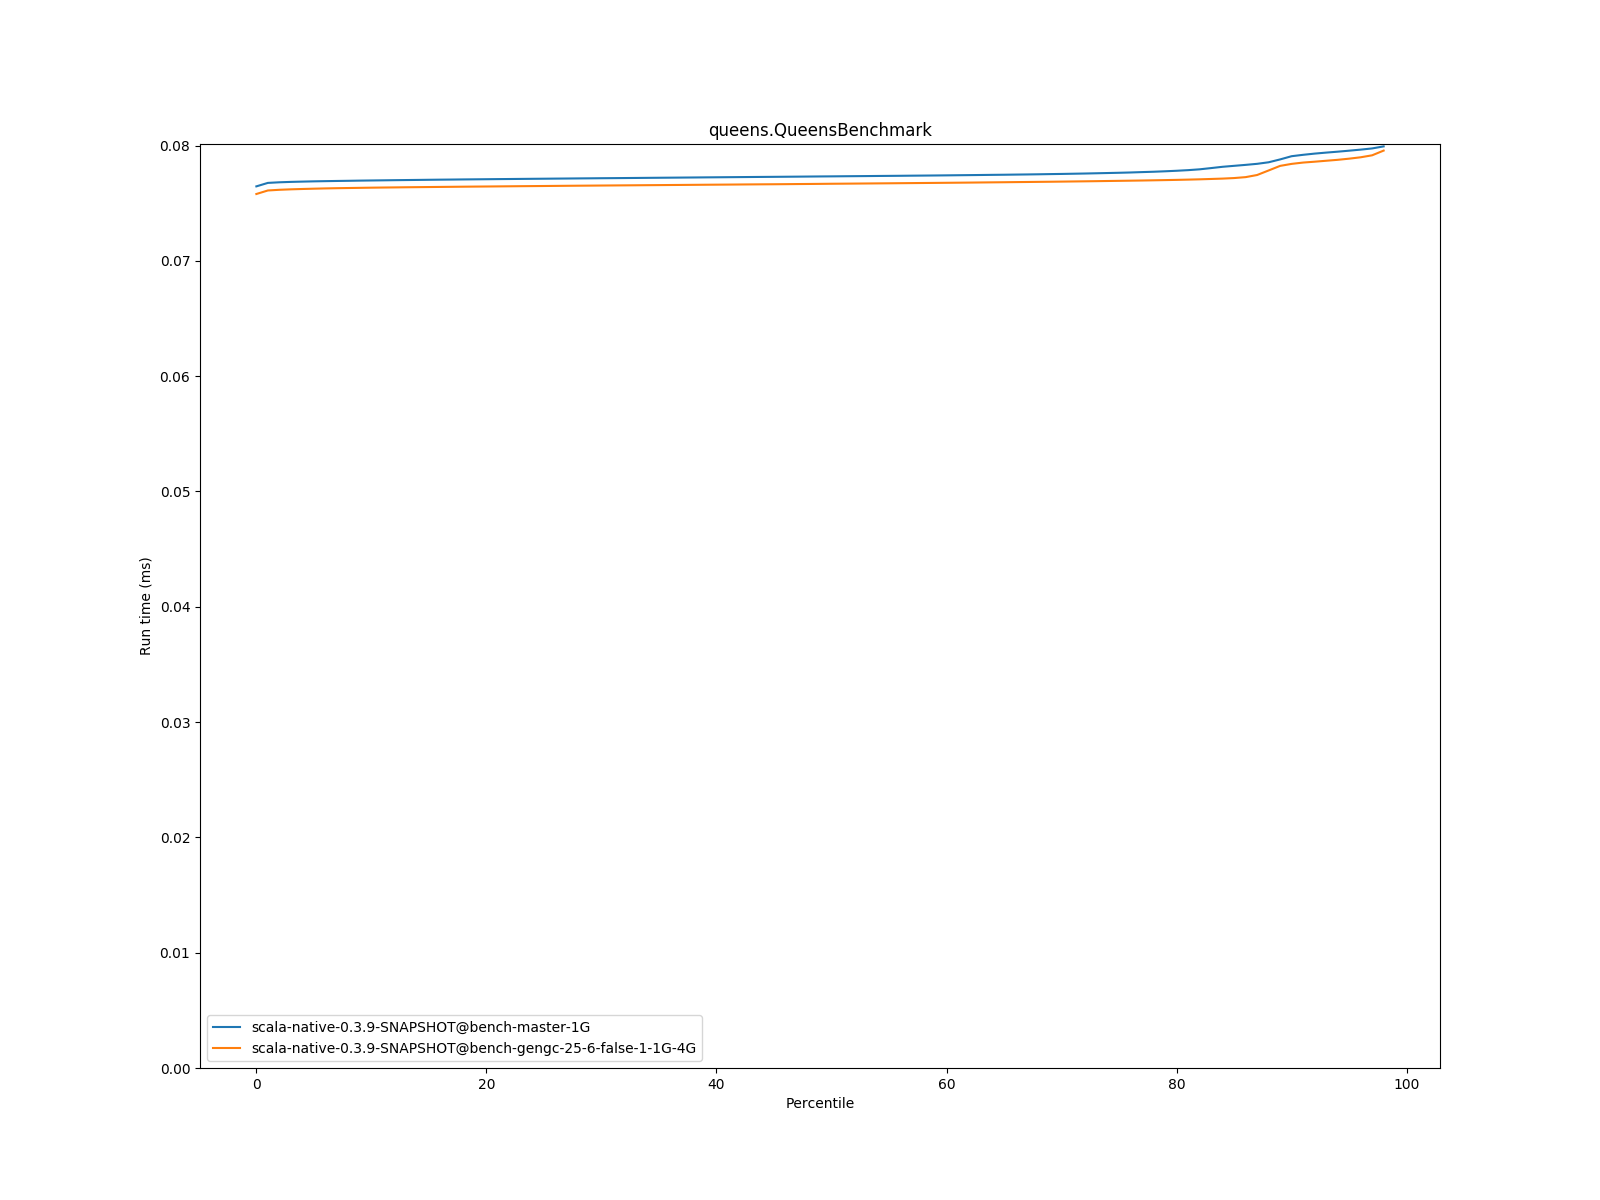 queens.QueensBenchmark
0.08
0.07
0.06
0.05
0.04
0.03
0.02
0.01
0.00
Run time (ms)
scala-native-0.3.9-SNAPSHOT@bench-master-1G
scala-native-0.3.9-SNAPSHOT@bench-gengc-25-6-false-1-1G-4G
0 20 40 60 80 100
Percentile